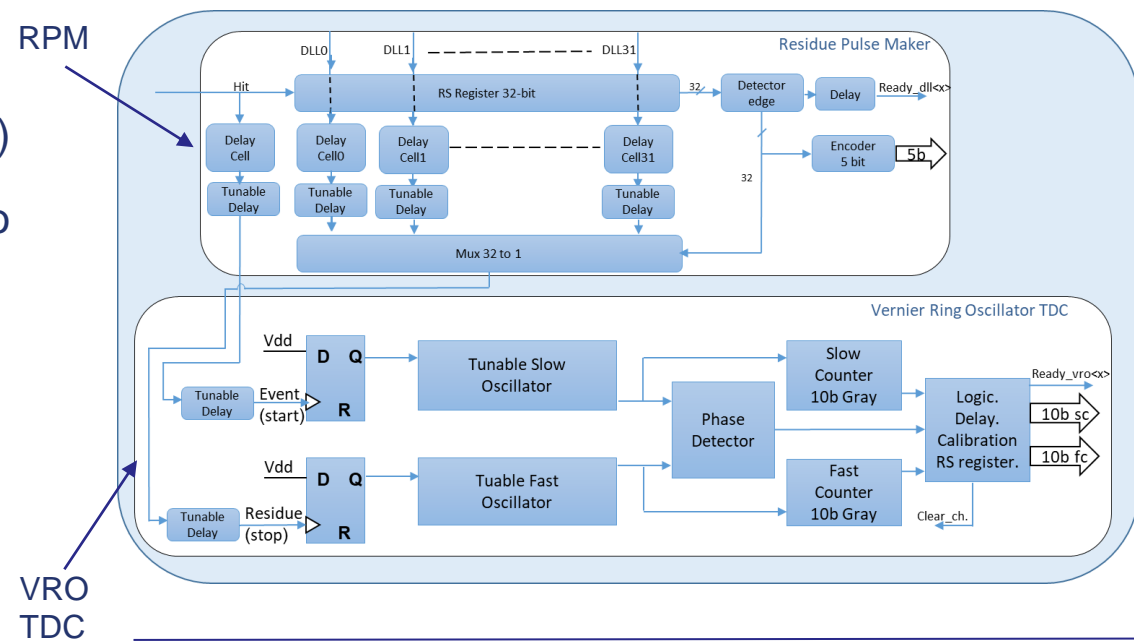 RPM
)
Residue Pulse Maker
DLL0
DLL1
DLL31
Hit
RS Register 32-bit
32
Detector
edge
Delay
Ready_dll<x>
Delay
Cell
Delay
Cell0
Delay
Cell1
Delay
Cell31
Encoder
5 bit
5b
32
Tunable
Delay
Tunable
Delay
Tunable
Delay
Tunable
Delay
Mux 32 to 1
Vernier Ring Oscillator TDC
Vdd
D Q
R
Tunable
Delay
Event
(start)
Tunable Slow
Oscillator
Slow
Counter
10b Gray
Phase
Detector
Logic.
Delay.
Calibration
RS register.
Ready_vro<x>
10b sc
10b fc
Vdd
D Q
R
Tunable
Delay
Residue
(stop)
Tuable Fast
Oscillator
Fast
Counter
10b Gray
Clear_ch.
VRO
TDC